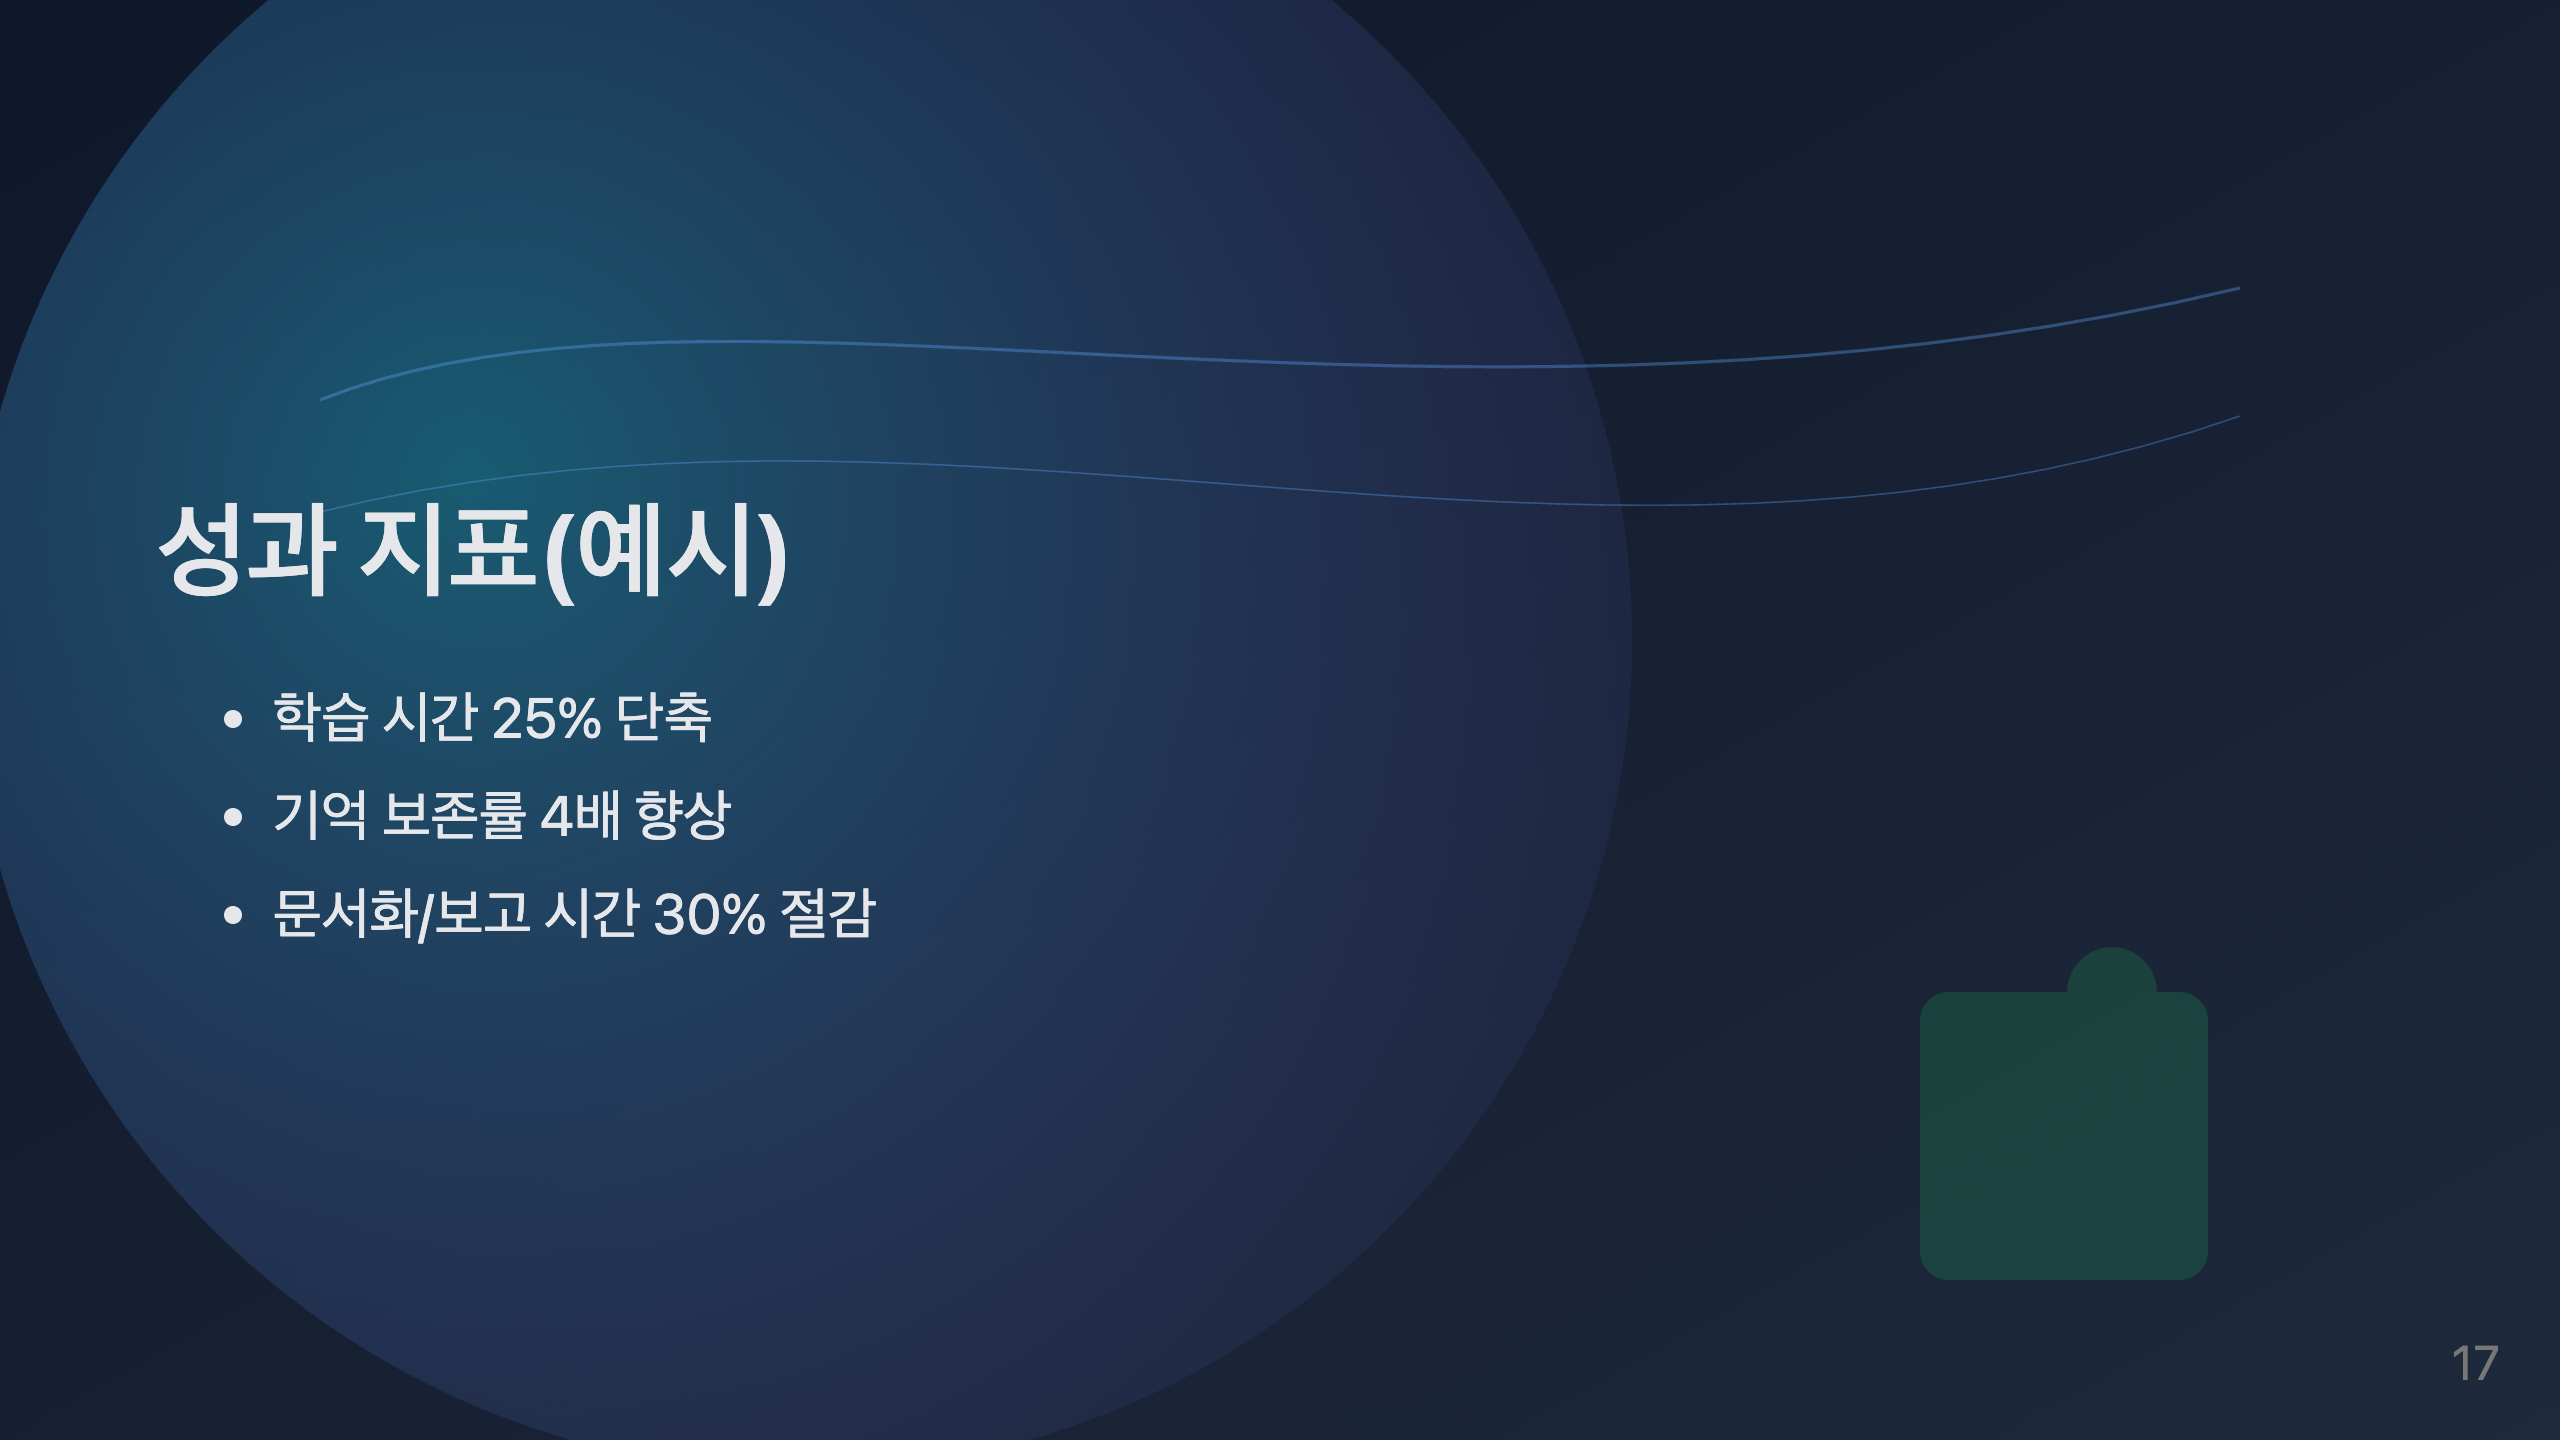 성과 지표(예시)
• 학습 시간 25% 단축
• 기억 보존률 4배 향상
• 문서화/보고 시간 30% 절감
17